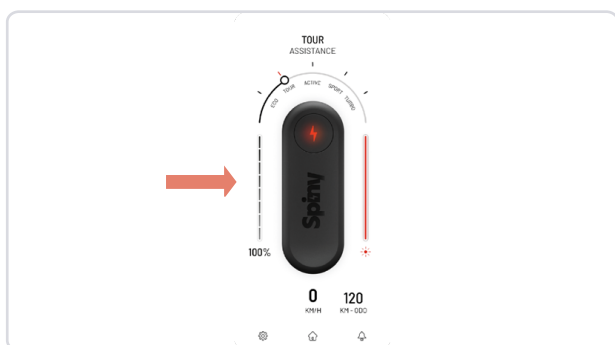 TOUR
ASSISTANCE
ECO
TOUR
ACTIVE
SPORT
TURBO
Spiny
100%
0
KM/H
120
KM - ODO